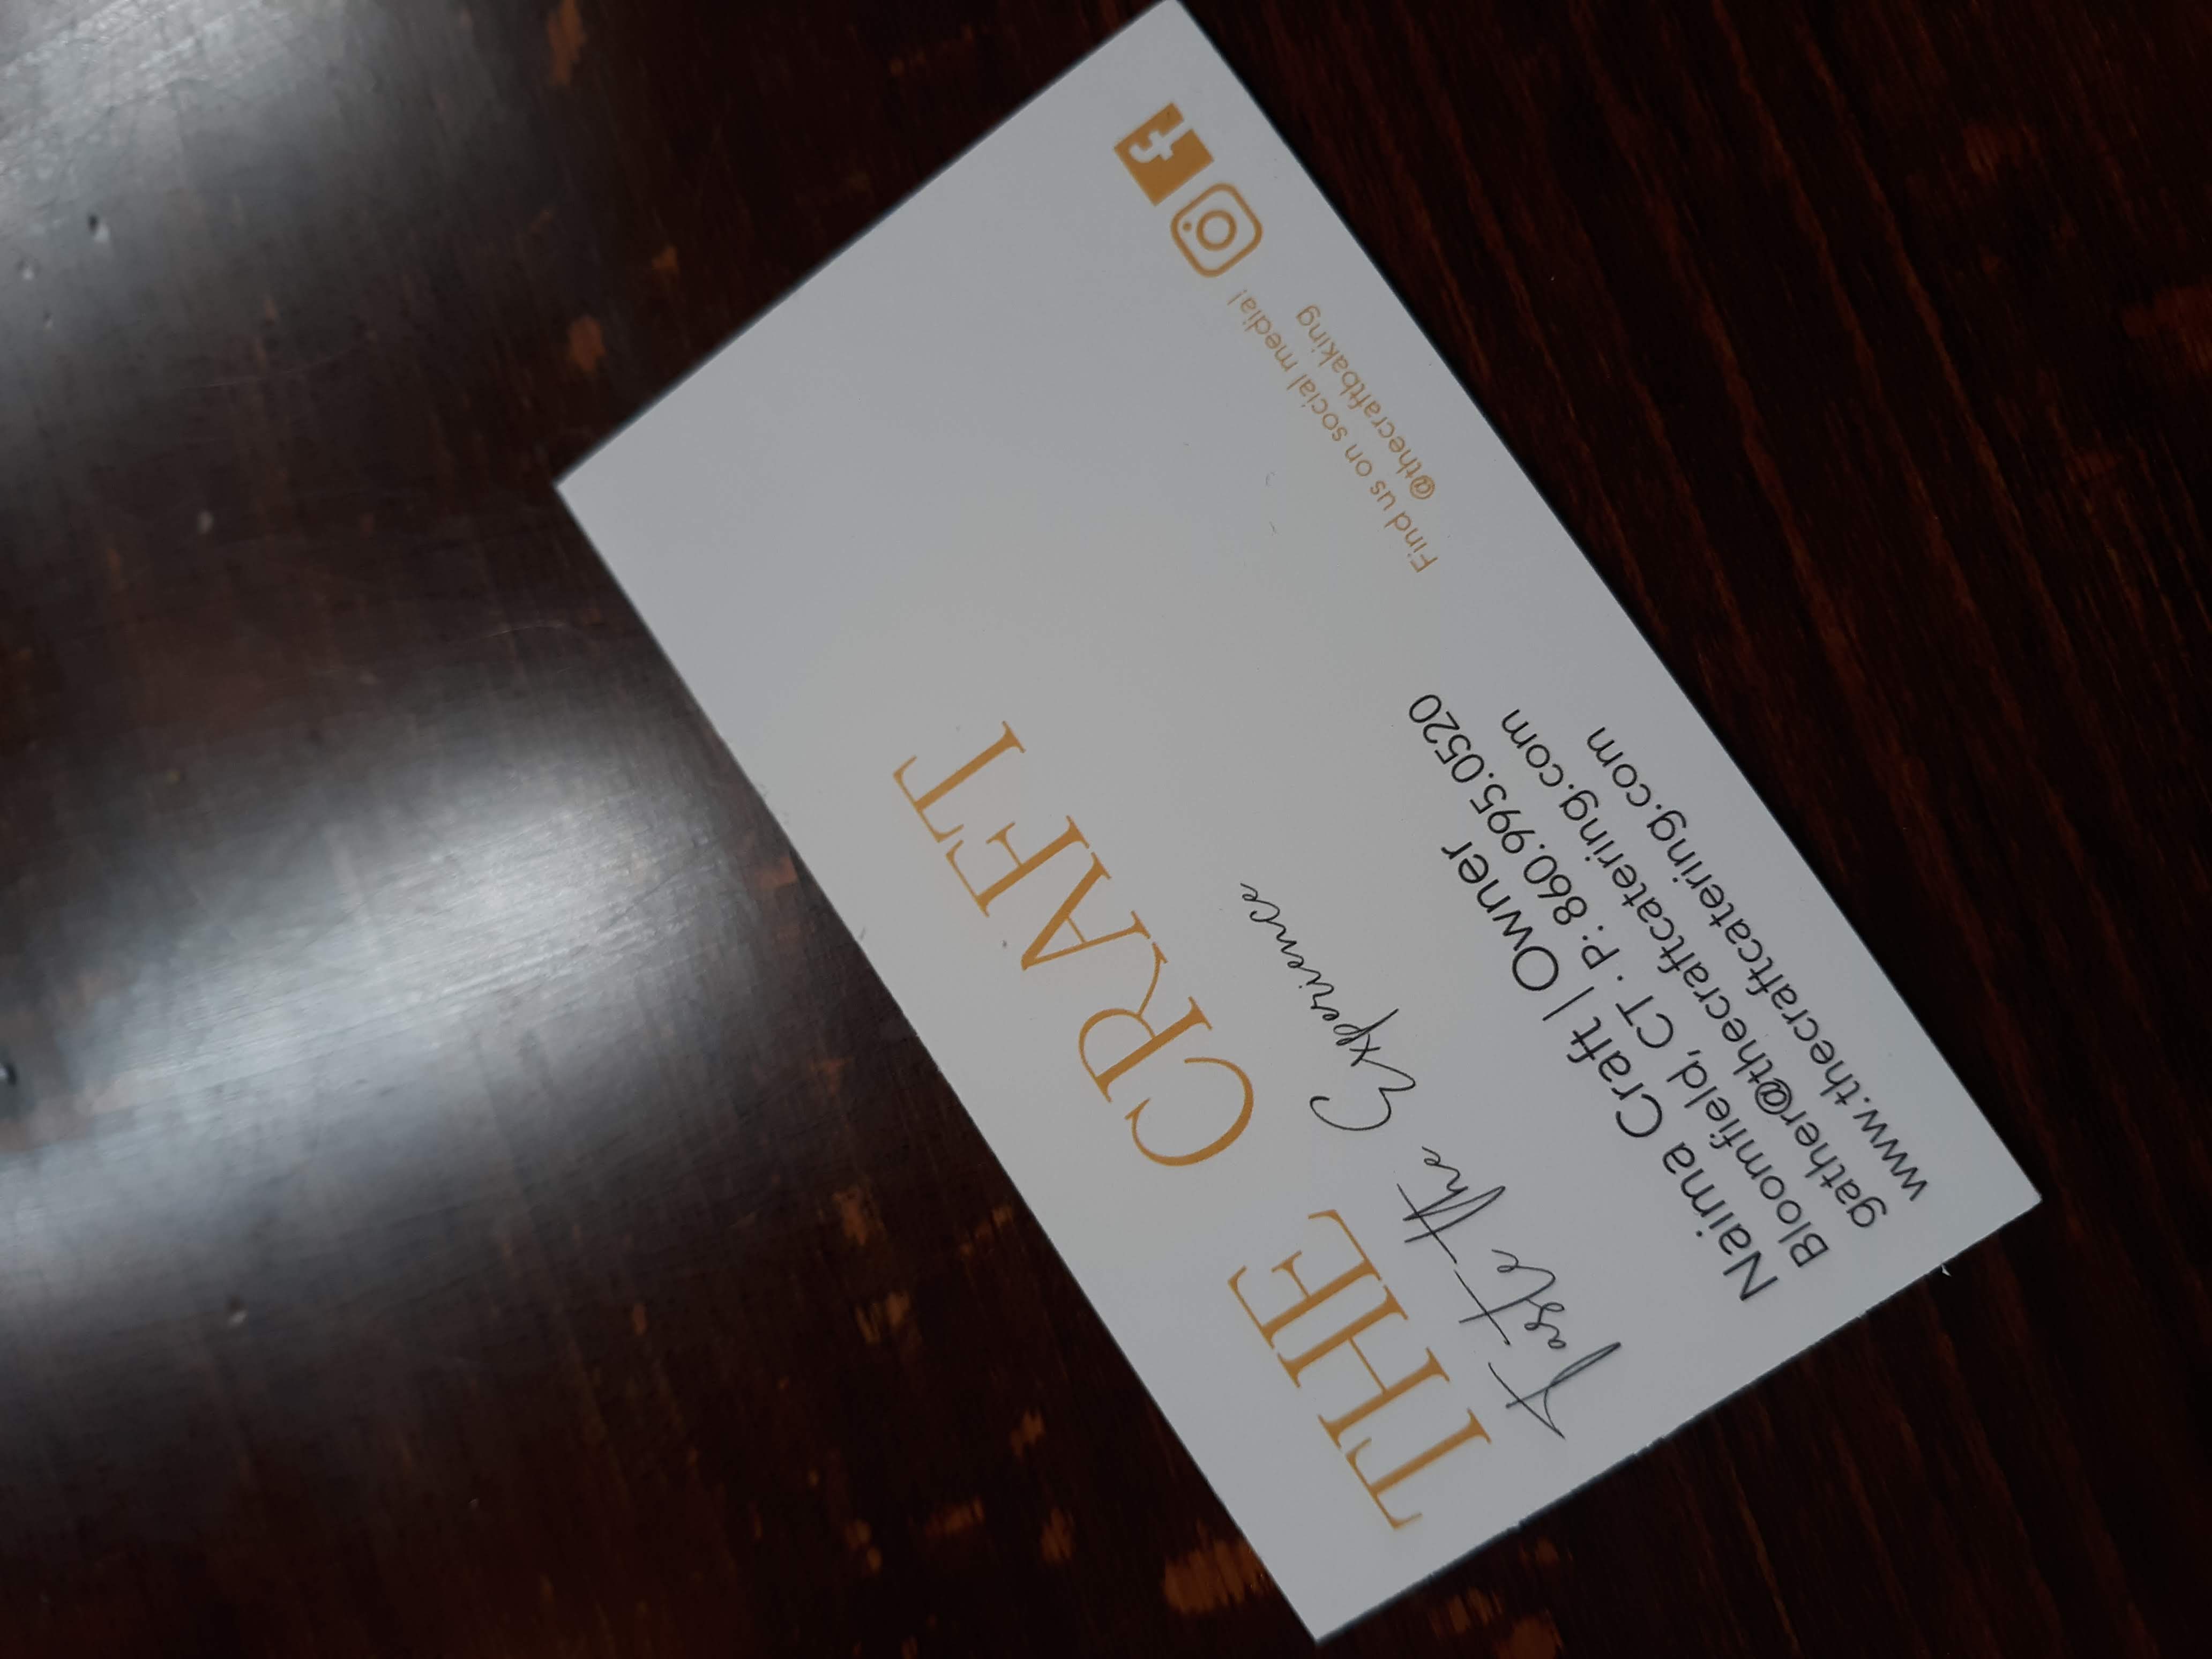 THE CRAFT
Taste the Experience
Naima Craft | Owner
Bloomfield, CT · P: 860.995.0520
gather@thecraftcatering.com
www.thecraftcatering.com
Find us on social media!
@thecraftbaking